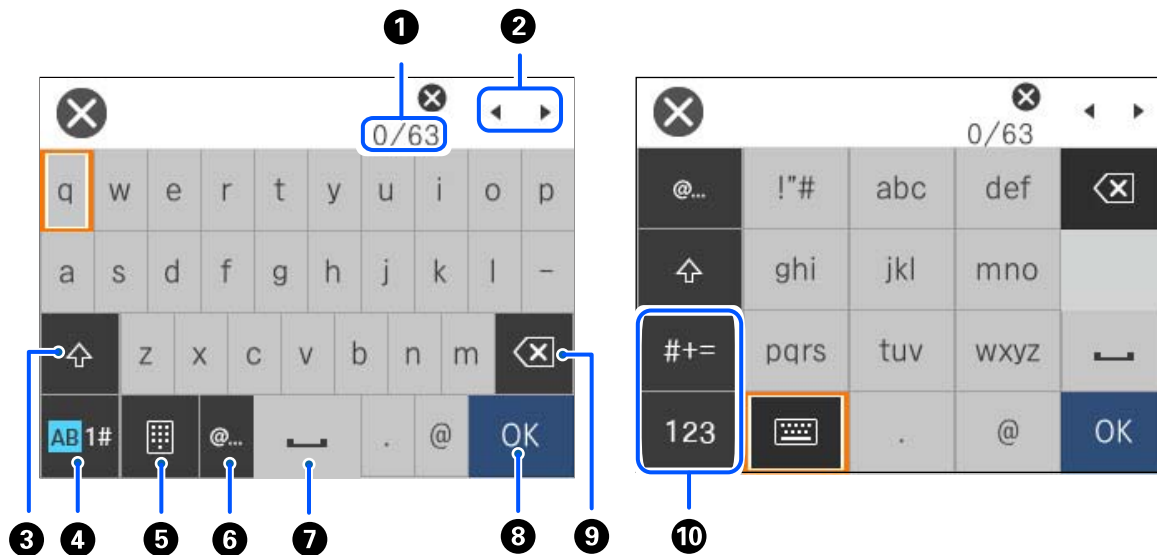 1 2
0/63 0/63
q w e r t y u i o p
@... !"# abc def
a s d f g h j k l -
ghi jkl mno
z x c v b n m
#+= pqrs tuv wxyz
AB 1# @... . @ OK
123 . @ OK
3 4 5 6 7 8 9 10